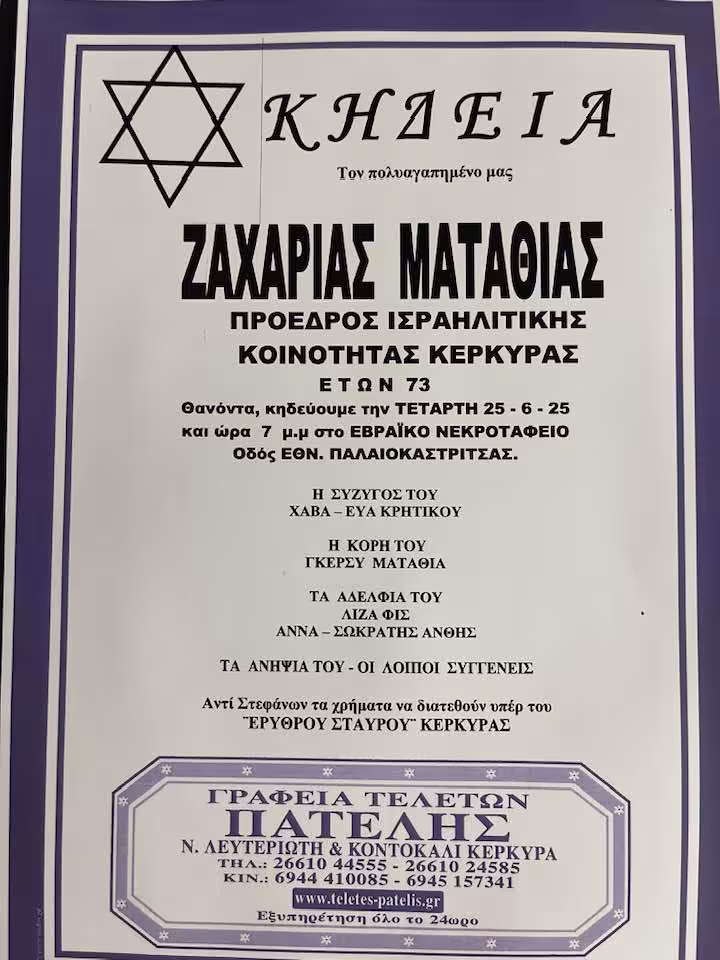 ΚΗΔΕΙΑ
Τον πολυαγαπημένο μας
ΖΑΧΑΡΙΑΣ ΜΑΤΑΘΙΑΣ
ΠΡΟΕΔΡΟΣ ΙΣΡΑΗΛΙΤΙΚΗΣ
ΚΟΙΝΟΤΗΤΑΣ ΚΕΡΚΥΡΑΣ
ΕΤΩΝ 73
Θανόντα, κηδεύουμε την ΤΕΤΑΡΤΗ 25 - 6 - 25
και ώρα 7 μ.μ στο ΕΒΡΑΪΚΟ ΝΕΚΡΟΤΑΦΕΙΟ
Οδός ΕΘΝ. ΠΑΛΑΙΟΚΑΣΤΡΙΤΣΑΣ.
Η ΣΥΖΥΓΟΣ ΤΟΥ
ΧΑΒΑ – ΕΥΑ ΚΡΗΤΙΚΟΥ
Η ΚΟΡΗ ΤΟΥ
ΓΚΕΡΣΥ ΜΑΤΑΘΙΑ
ΤΑ ΑΔΕΛΦΙΑ ΤΟΥ
ΛΙΖΑ ΦΙΣ
ΑΝΝΑ – ΣΩΚΡΑΤΗΣ ΑΝΘΗΣ
ΤΑ ΑΝΗΨΙΑ ΤΟΥ - ΟΙ ΛΟΙΠΟΙ ΣΥΓΓΕΝΕΙΣ
Αντί Στεφάνων τα χρήματα να διατεθούν υπέρ του
¨ΕΡΥΘΡΟΥ ΣΤΑΥΡΟΥ¨ ΚΕΡΚΥΡΑΣ
ΓΡΑΦΕΙΑ ΤΕΛΕΤΩΝ
ΠΑΤΕΛΗΣ
Ν. ΛΕΥΤΕΡΙΩΤΗ & ΚΟΝΤΟΚΑΛΙ ΚΕΡΚΥΡΑ
ΤΗΛ.: 26610 44555 - 26610 24585
ΚΙΝ.: 6944 410085 - 6945 157341
www.teletes-patelis.gr
Εξυπηρέτηση όλο το 24ωρο